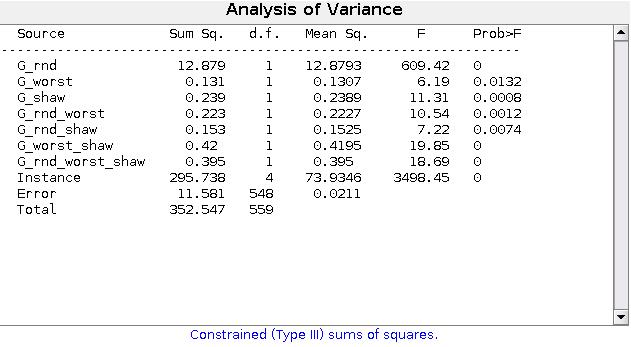 Analysis of Variance
Source Sum Sq. d.f. Mean Sq. F Prob>F
G_rnd 12.879 1 12.8793 609.42 0
G_worst 0.131 1 0.1307 6.19 0.0132
G_shaw 0.239 1 0.2389 11.31 0.0008
G_rnd_worst 0.223 1 0.2227 10.54 0.0012
G_rnd_shaw 0.153 1 0.1525 7.22 0.0074
G_worst_shaw 0.42 1 0.4195 19.85 0
G_rnd_worst_shaw 0.395 1 0.395 18.69 0
Instance 295.738 4 73.9346 3498.45 0
Error 11.581 548 0.0211
Total 352.547 559
Constrained (Type III) sums of squares.